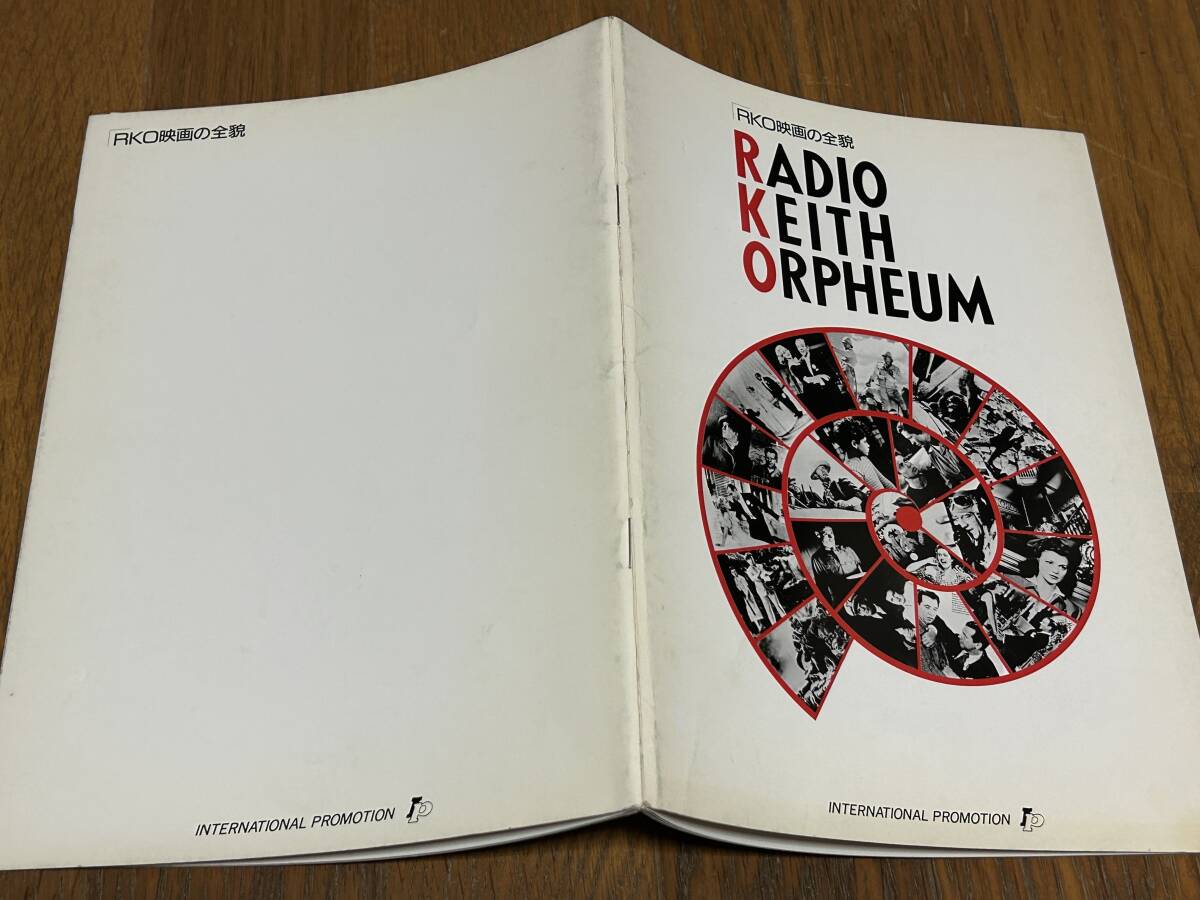 「RKO映画の全貌
INTERNATIONAL PROMOTION
「RKO映画の全貌
RADIO
KEITH
ORPHEUM
INTERNATIONAL PROMOTION